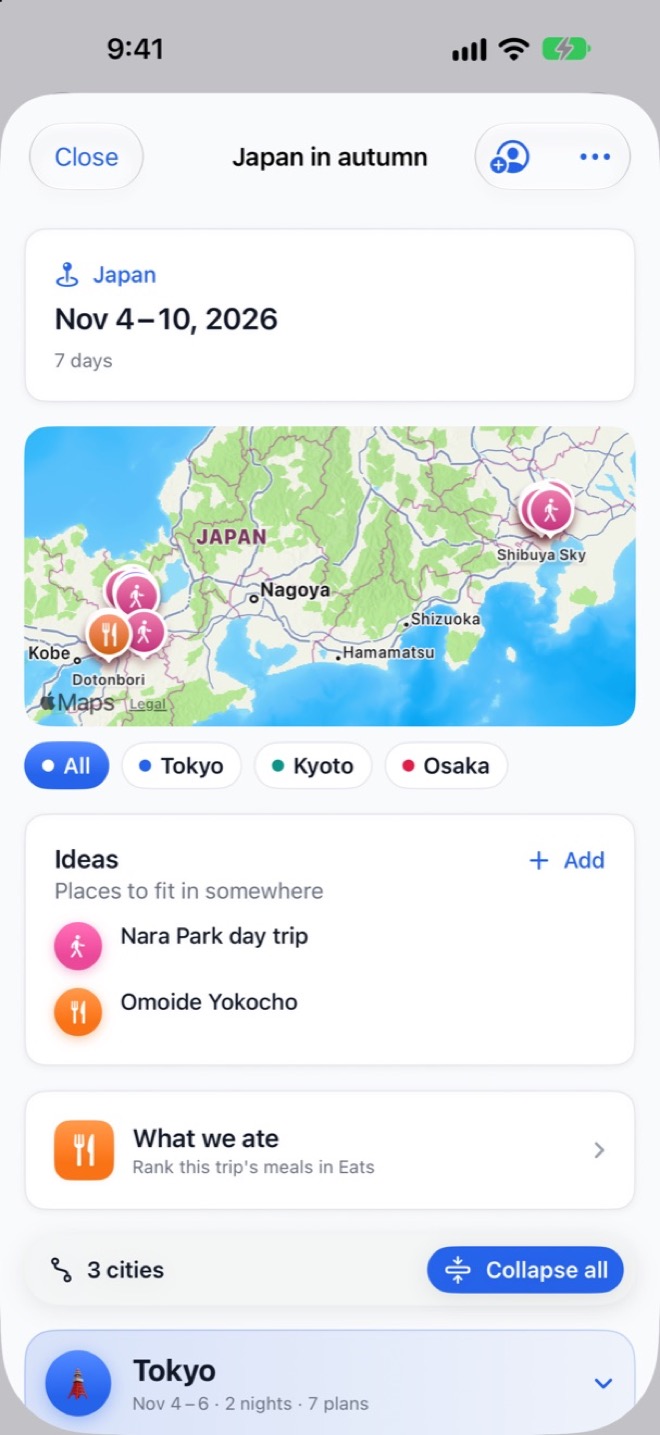 9:41
Close
Japan in autumn
Japan
Nov 4–10, 2026
7 days
JAPAN
Shibuya Sky
Nagoya
Shizuoka
Kobe
Hamamatsu
Dotonbori
Maps Legal
All
Tokyo
Kyoto
Osaka
Ideas
Add
Places to fit in somewhere
Nara Park day trip
Omoide Yokocho
What we ate
Rank this trip's meals in Eats
3 cities
Collapse all
Tokyo
Nov 4–6 · 2 nights · 7 plans